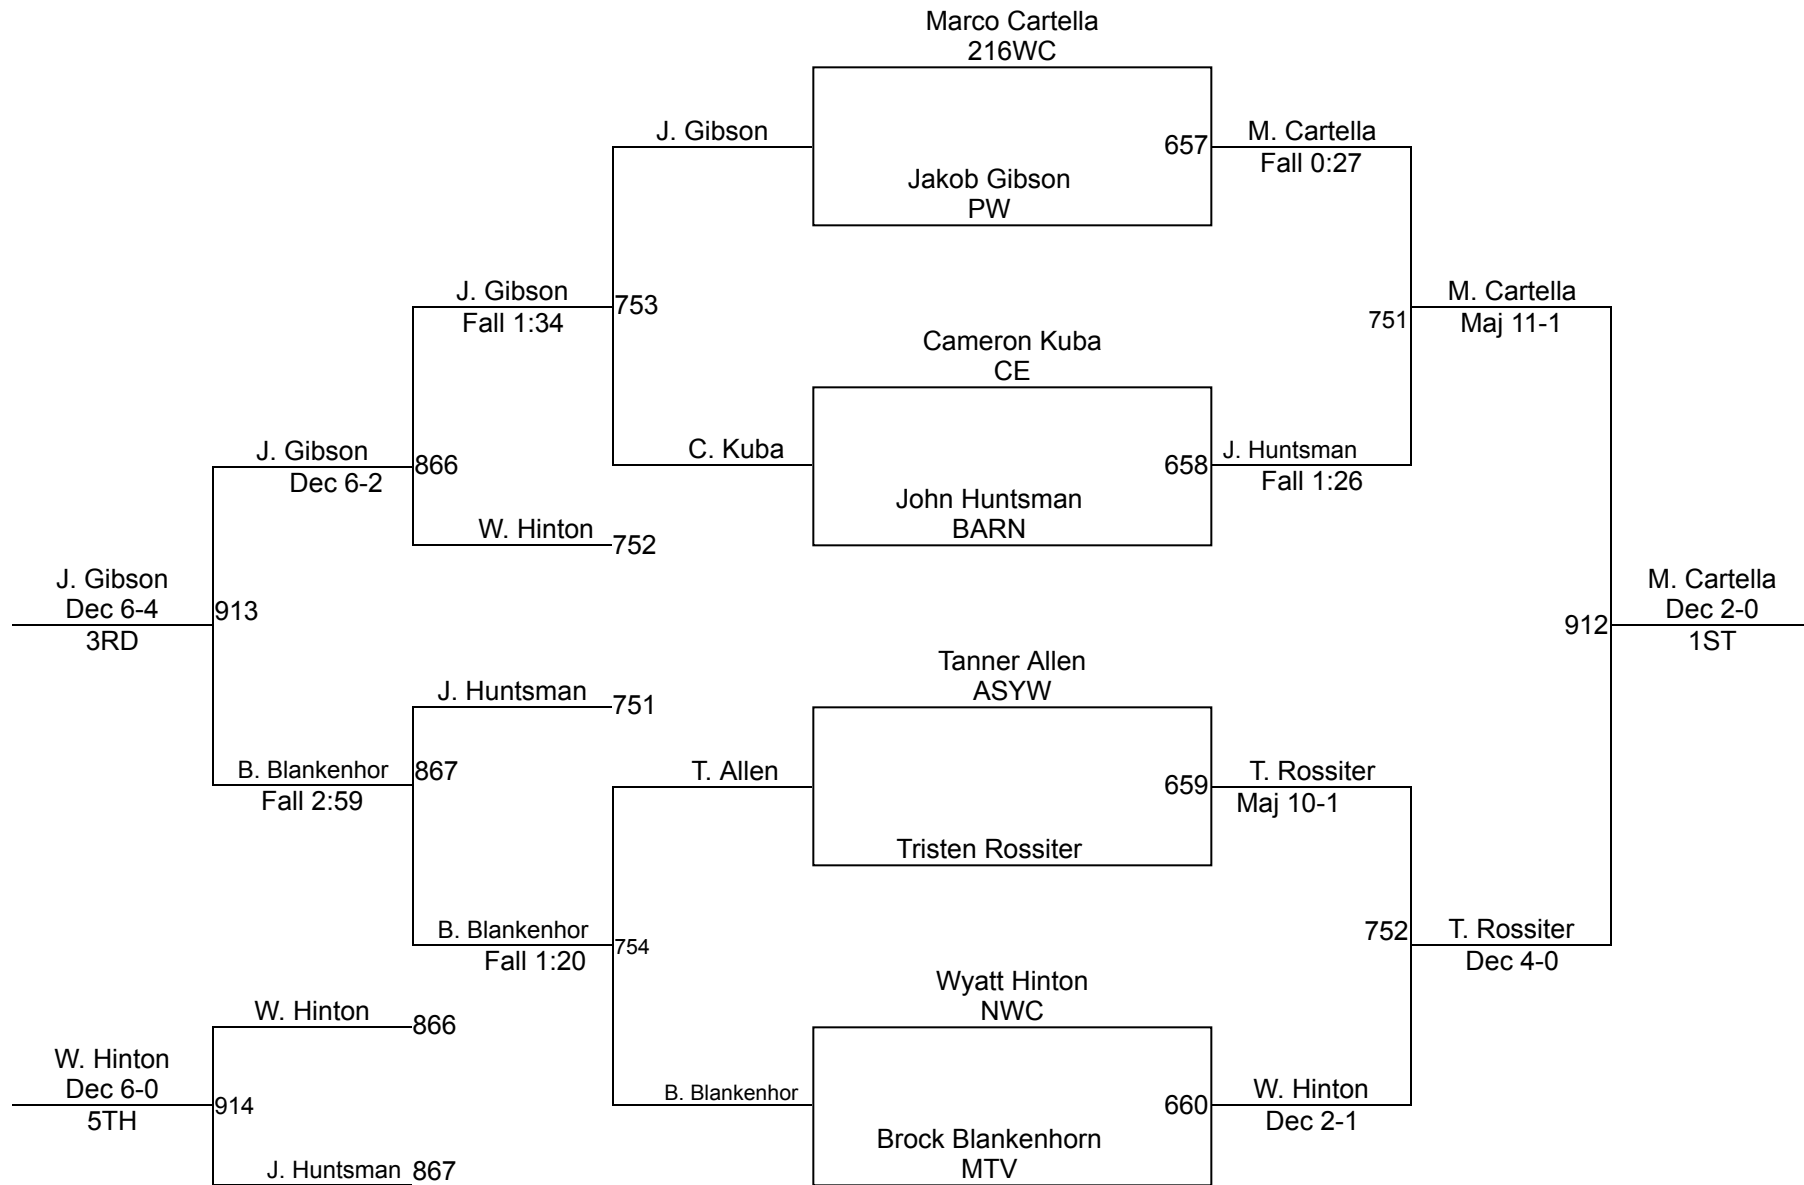 Marco Cartella
216WC
J. Gibson
657
M. Cartella
Fall 0:27
Jakob Gibson
PW
J. Gibson
Fall 1:34
753
751
M. Cartella
Maj 11-1
Cameron Kuba
CE
J. Gibson
Dec 6-2
866
C. Kuba
658
J. Huntsman
Fall 1:26
John Huntsman
BARN
W. Hinton
752
J. Gibson
Dec 6-4
3RD
913
912
M. Cartella
Dec 2-0
1ST
Tanner Allen
ASYW
J. Huntsman
751
B. Blankenhor
Fall 2:59
867
T. Allen
659
T. Rossiter
Maj 10-1
Tristen Rossiter
B. Blankenhor
Fall 1:20
754
752
T. Rossiter
Dec 4-0
Wyatt Hinton
NWC
W. Hinton
866
W. Hinton
Dec 6-0
5TH
914
B. Blankenhor
660
W. Hinton
Dec 2-1
Brock Blankenhorn
MTV
J. Huntsman
867